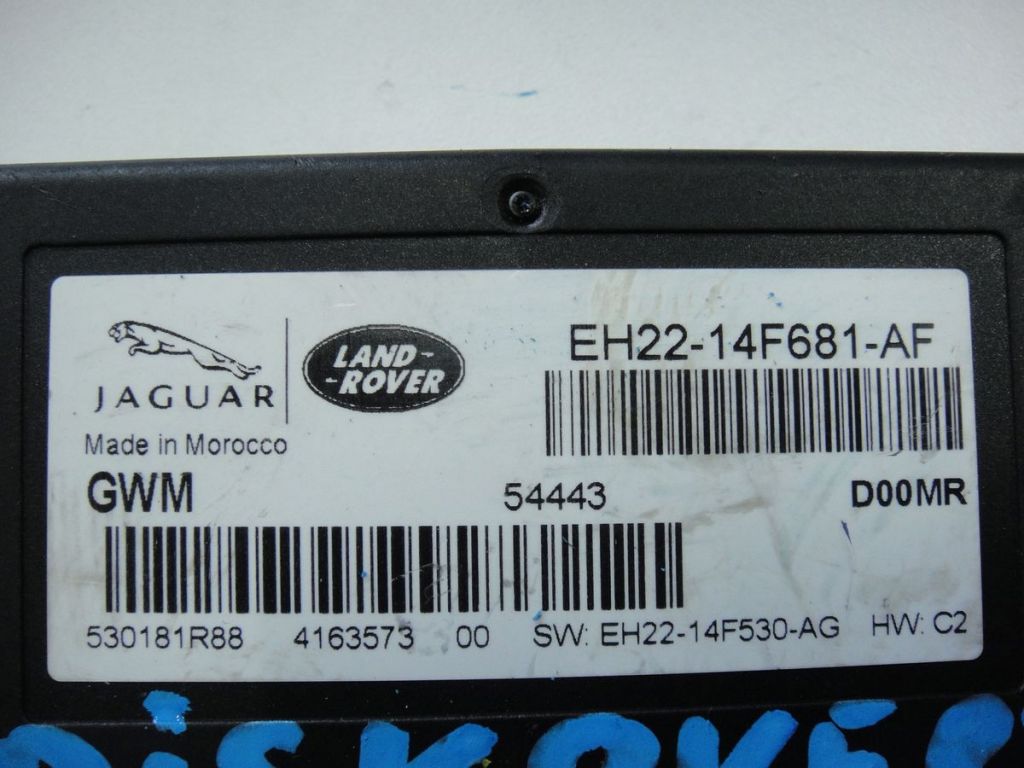 JAGUAR
LAND-
-ROVER
EH22-14F681-AF
Made in Morocco
GWM 54443 D00MR
530181R88 4163573 00 SW: EH22-14F530-AG HW: C2